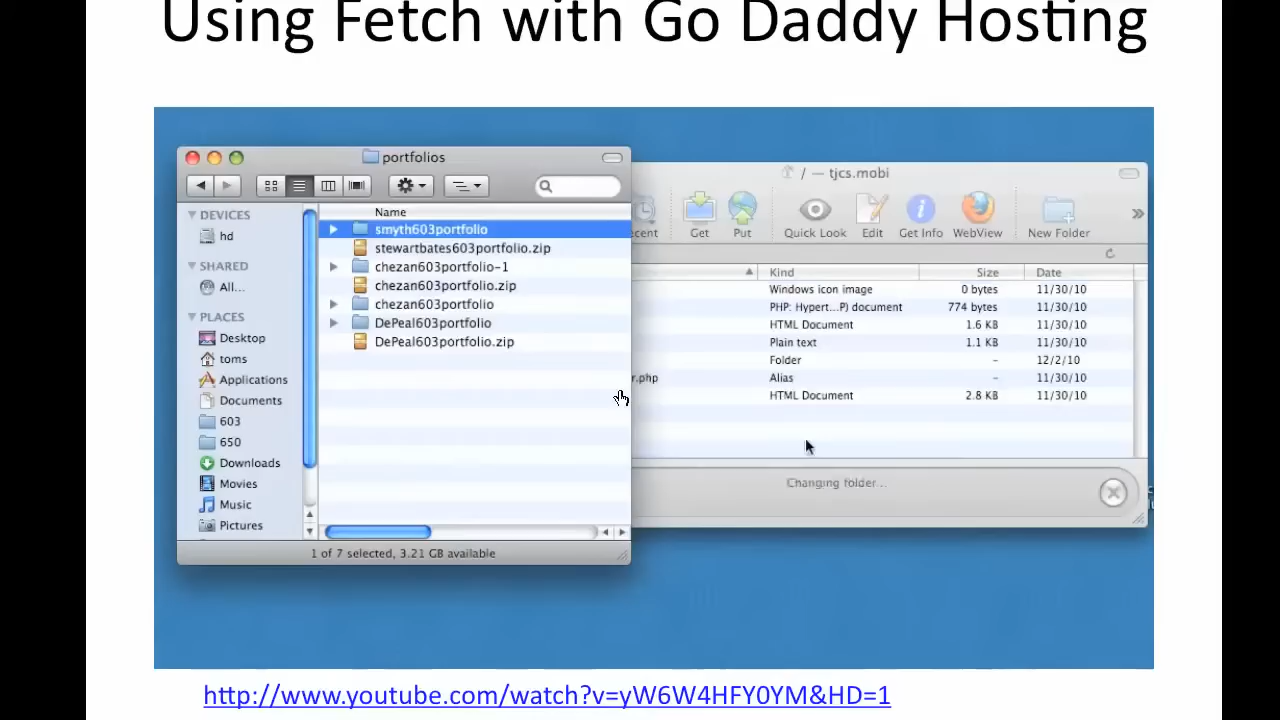 Using Fetch with Go Daddy Hosting
portfolios
Name
DEVICES
hd
SHARED
All...
PLACES
Desktop
toms
Applications
Documents
603
650
Downloads
Movies
Music
Pictures
smyth603portfolio
stewartbates603portfolio.zip
chezan603portfolio-1
chezan603portfolio.zip
chezan603portfolio
DePeal603portfolio
DePeal603portfolio.zip
1 of 7 selected, 3.21 GB available
/ — tjcs.mobi
ecent Get Put Quick Look Edit Get Info WebView New Folder »
Kind Size Date
Windows icon image 0 bytes 11/30/10
PHP: Hypert...P) document 774 bytes 11/30/10
HTML Document 1.6 KB 11/30/10
Plain text 1.1 KB 11/30/10
Folder – 12/2/10
r.php Alias – 11/30/10
HTML Document 2.8 KB 11/30/10
Changing folder...
http://www.youtube.com/watch?v=yW6W4HFY0YM&HD=1